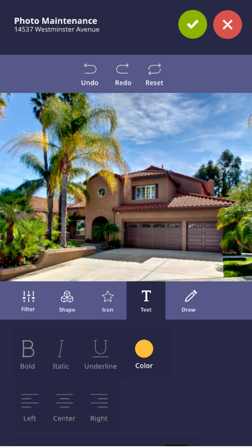 Photo Maintenance
14537 Westminster Avenue
Undo Redo Reset
Filter Shape Icon Text Draw
Bold Italic Underline Color
Left Center Right